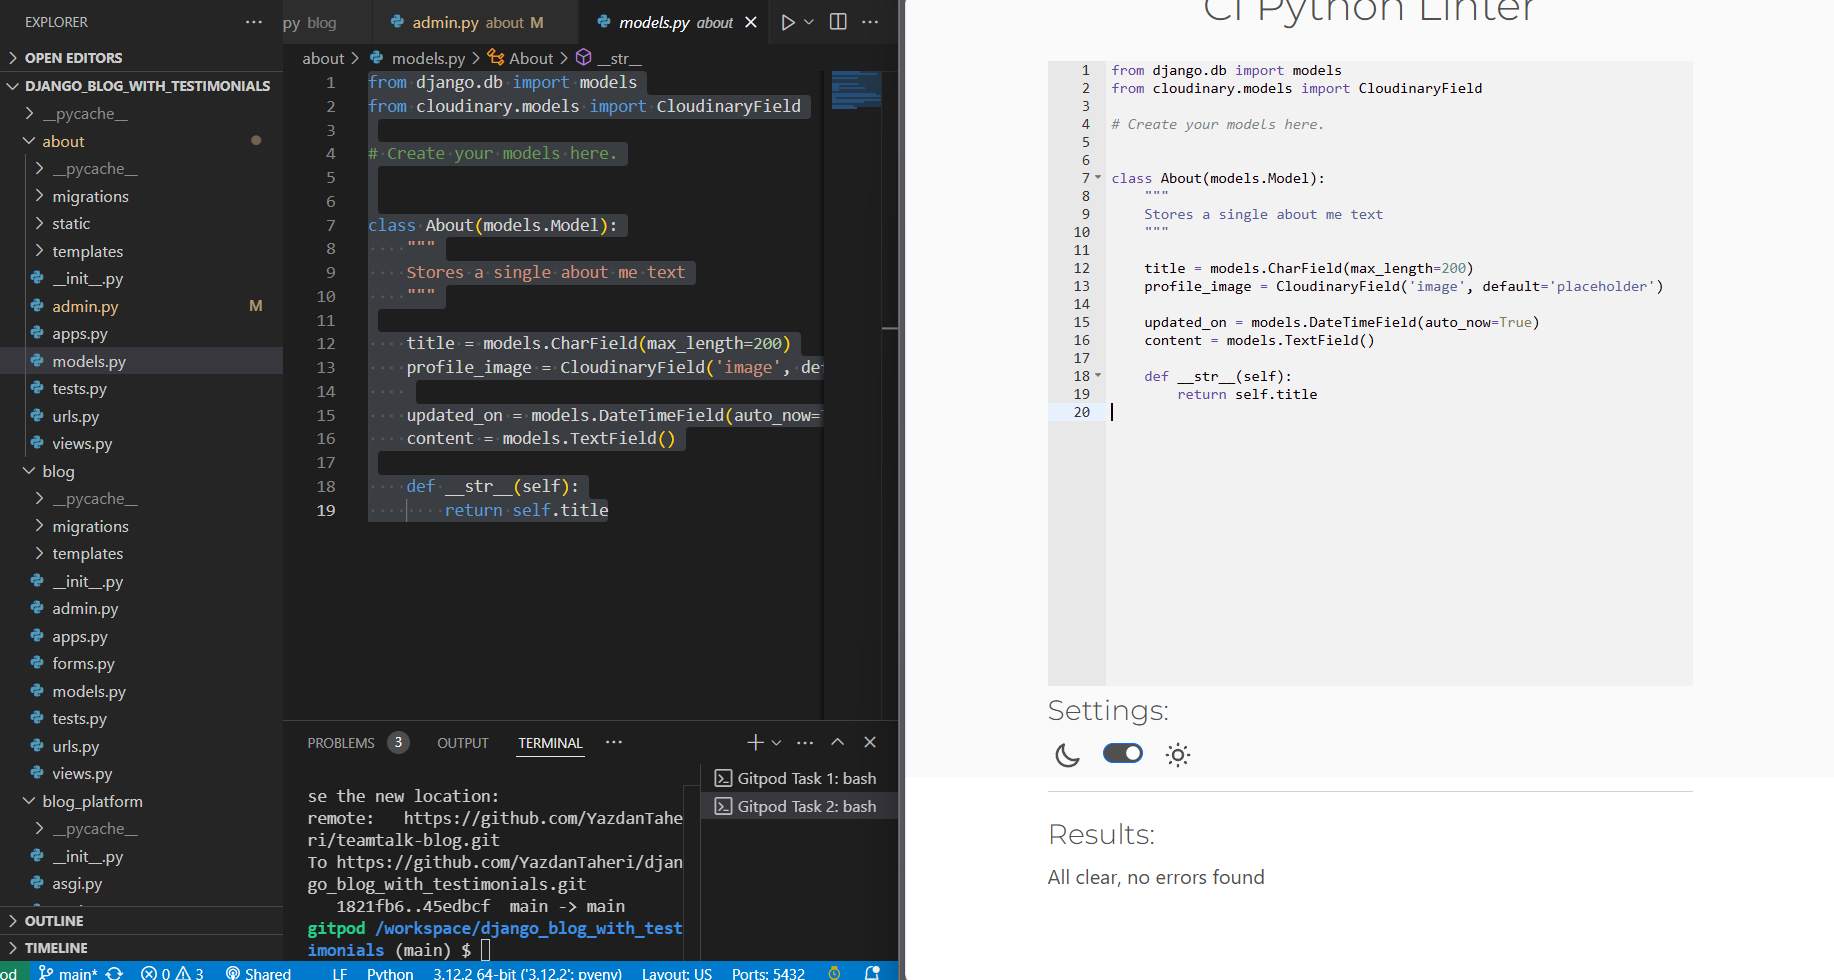 EXPLORER
OPEN EDITORS
DJANGO_BLOG_WITH_TESTIMONIALS
__pycache__
about
__pycache__
migrations
static
templates
__init__.py
admin.py M
apps.py
models.py
tests.py
urls.py
views.py
blog
__pycache__
migrations
templates
__init__.py
admin.py
apps.py
forms.py
models.py
tests.py
urls.py
views.py
blog_platform
__pycache__
__init__.py
asgi.py
OUTLINE
TIMELINE
py blog
admin.py about M
models.py about
about > models.py > About > __str__
1 from django.db import models
2 from cloudinary.models import CloudinaryField
3
4 # Create your models here.
5
6
7 class About(models.Model):
8 """
9 Stores a single about me text
10 """
11
12 title = models.CharField(max_length=200)
13 profile_image = CloudinaryField('image', de
14
15 updated_on = models.DateTimeField(auto_now=
16 content = models.TextField()
17
18 def __str__(self):
19 return self.title
PROBLEMS 3 OUTPUT TERMINAL
se the new location:
remote:   https://github.com/YazdanTahe
ri/teamtalk-blog.git
To https://github.com/YazdanTaheri/djan
go_blog_with_testimonials.git
   1821fb6..45edbcf  main -> main
gitpod /workspace/django_blog_with_test
imonials (main) $
Gitpod Task 1: bash
Gitpod Task 2: bash
od main* 0 3 Shared LF Python 3.12.2 64-bit ('3.12.2': pyenv) Layout: US Ports: 5432
CI Python Linter
1 from django.db import models
2 from cloudinary.models import CloudinaryField
3
4 # Create your models here.
5
6
7 class About(models.Model):
8 """
9 Stores a single about me text
10 """
11
12 title = models.CharField(max_length=200)
13 profile_image = CloudinaryField('image', default='placeholder')
14
15 updated_on = models.DateTimeField(auto_now=True)
16 content = models.TextField()
17
18 def __str__(self):
19 return self.title
20
Settings:
Results:
All clear, no errors found